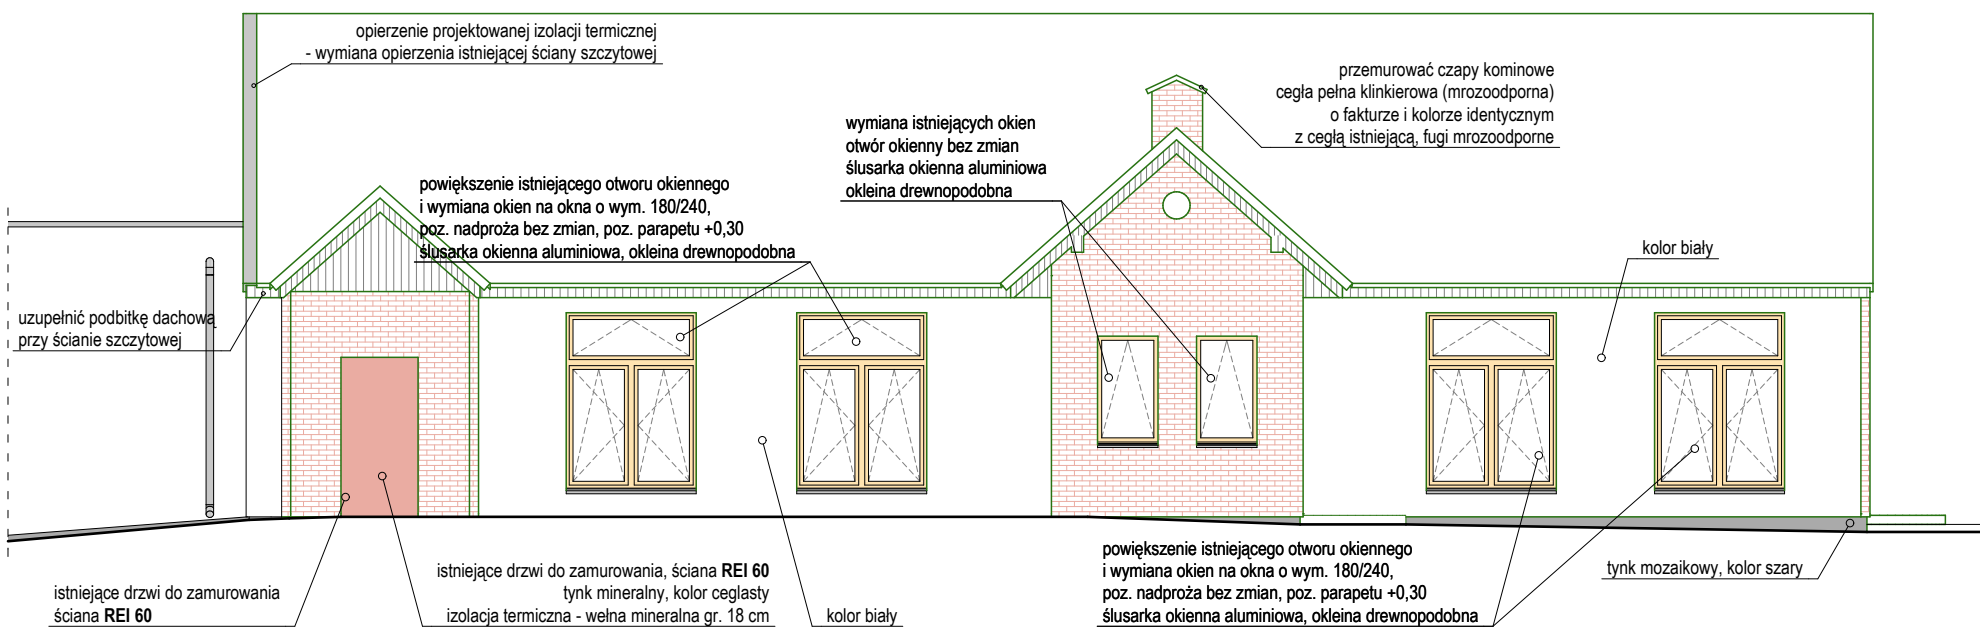 opierzenie projektowanej izolacji termicznej
- wymiana opierzenia istniejącej ściany szczytowej
przemurować czapy kominowe
cegła pełna klinkierowa (mrozoodporna)
o fakturze i kolorze identycznym
z cegłą istniejącą, fugi mrozoodporne
wymiana istniejących okien
otwór okienny bez zmian
ślusarka okienna aluminiowa
okleina drewnopodobna
powiększenie istniejącego otworu okiennego
i wymiana okien na okna o wym. 180/240,
poz. nadproża bez zmian, poz. parapetu +0,30
ślusarka okienna aluminiowa, okleina drewnopodobna
kolor biały
uzupełnić podbitkę dachową
przy ścianie szczytowej
istniejące drzwi do zamurowania
ściana REI 60
istniejące drzwi do zamurowania, ściana REI 60
tynk mineralny, kolor ceglasty
izolacja termiczna - wełna mineralna gr. 18 cm
kolor biały
powiększenie istniejącego otworu okiennego
i wymiana okien na okna o wym. 180/240,
poz. nadproża bez zmian, poz. parapetu +0,30
ślusarka okienna aluminiowa, okleina drewnopodobna
tynk mozaikowy, kolor szary